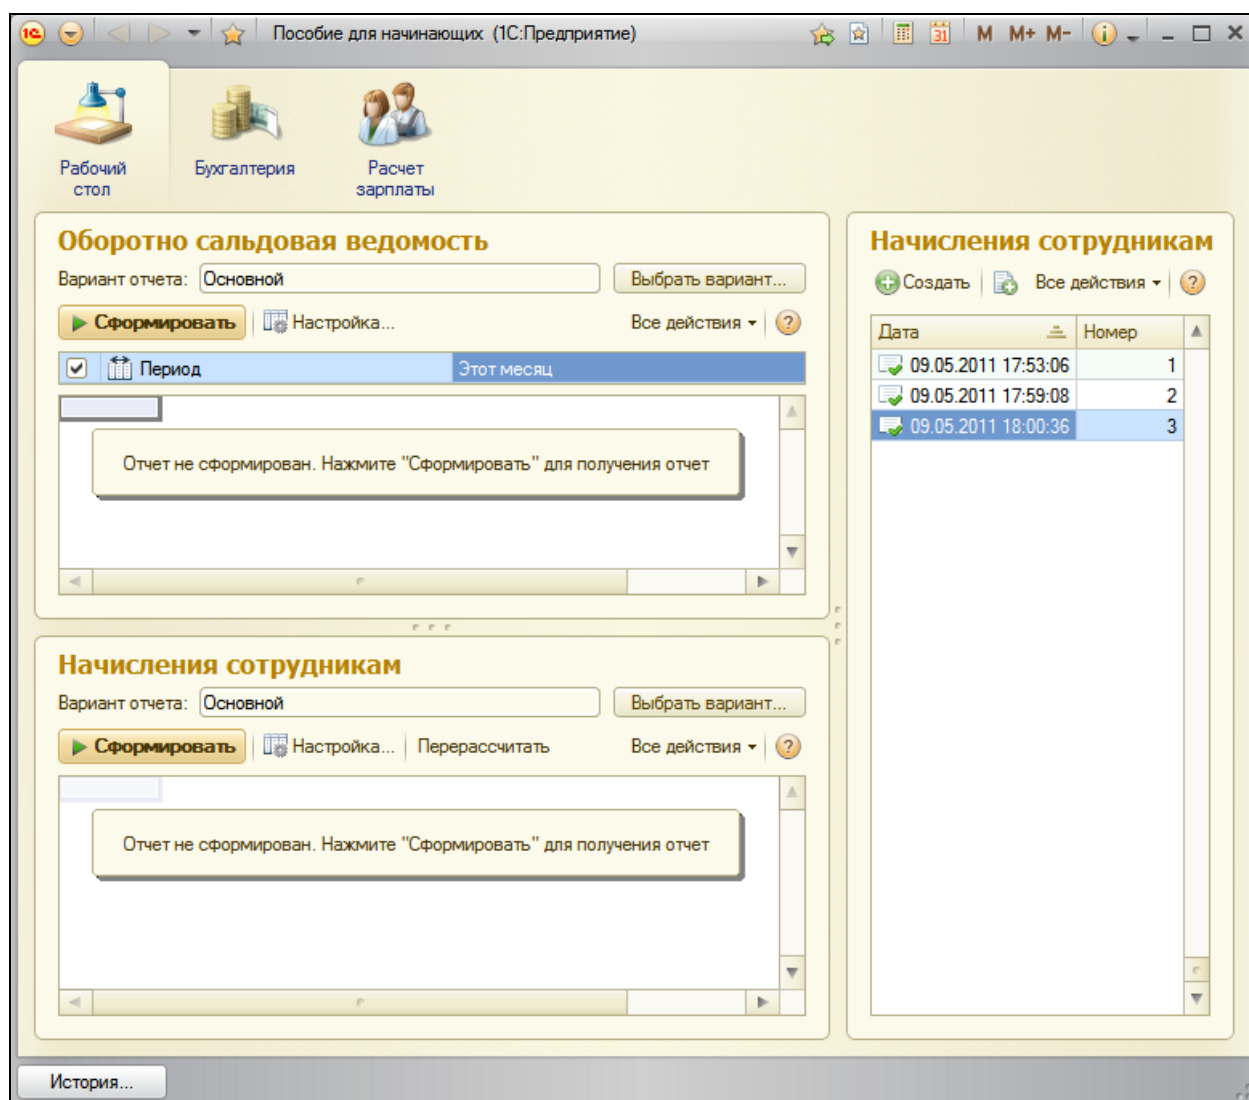 1С
Пособие для начинающих (1С:Предприятие)
31
M M+ M-
Рабочий
стол
Бухгалтерия
Расчет
зарплаты
Оборотно сальдовая ведомость
Вариант отчета: Основной Выбрать вариант...
Сформировать Настройка... Все действия ?
Период Этот месяц
Отчет не сформирован. Нажмите "Сформировать" для получения отчет
Начисления сотрудникам
Вариант отчета: Основной Выбрать вариант...
Сформировать Настройка... Перерассчитать Все действия ?
Отчет не сформирован. Нажмите "Сформировать" для получения отчет
Начисления сотрудникам
Создать Все действия ?
Дата Номер
09.05.2011 17:53:06 1
09.05.2011 17:59:08 2
09.05.2011 18:00:36 3
История...